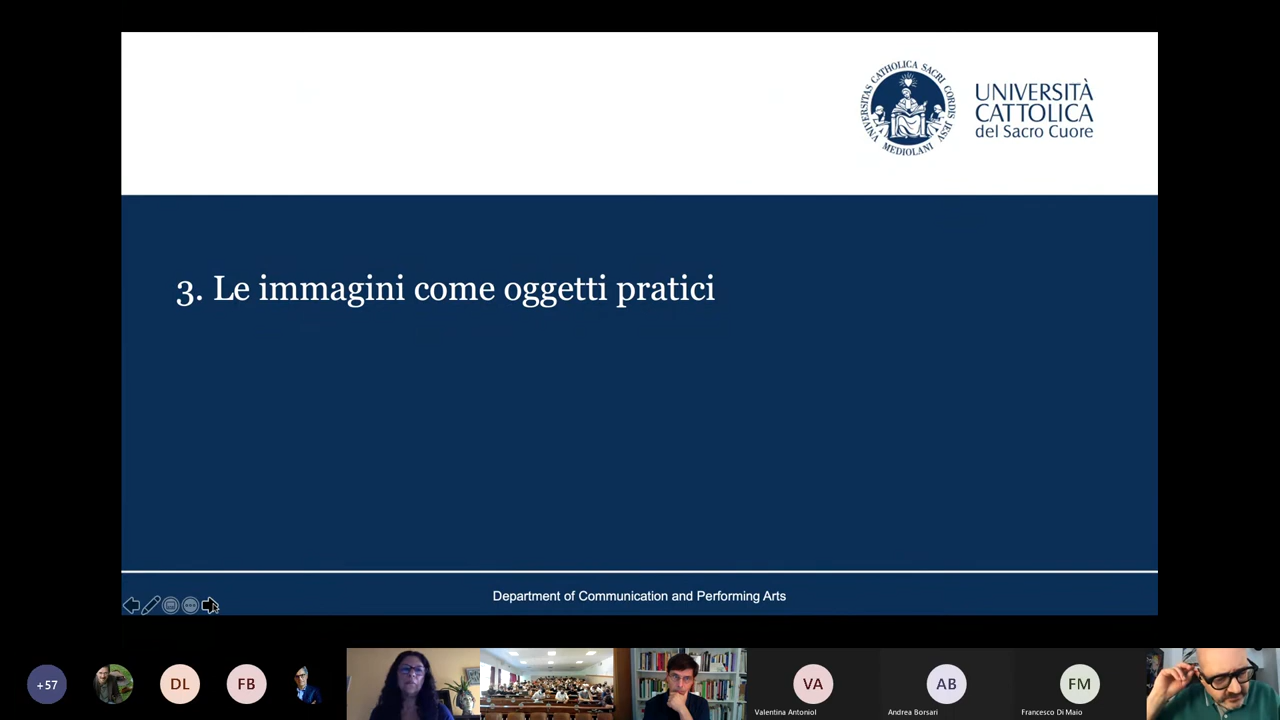 UNIVERSITAS CATHOLICA SACRI CORDIS JESU
MEDIOLANI
UNIVERSITÀ
CATTOLICA
del Sacro Cuore
3. Le immagini come oggetti pratici
Department of Communication and Performing Arts
+57
DL
FB
VA
AB
FM
Valentina Antoniol
Andrea Borsari
Francesco Di Maio